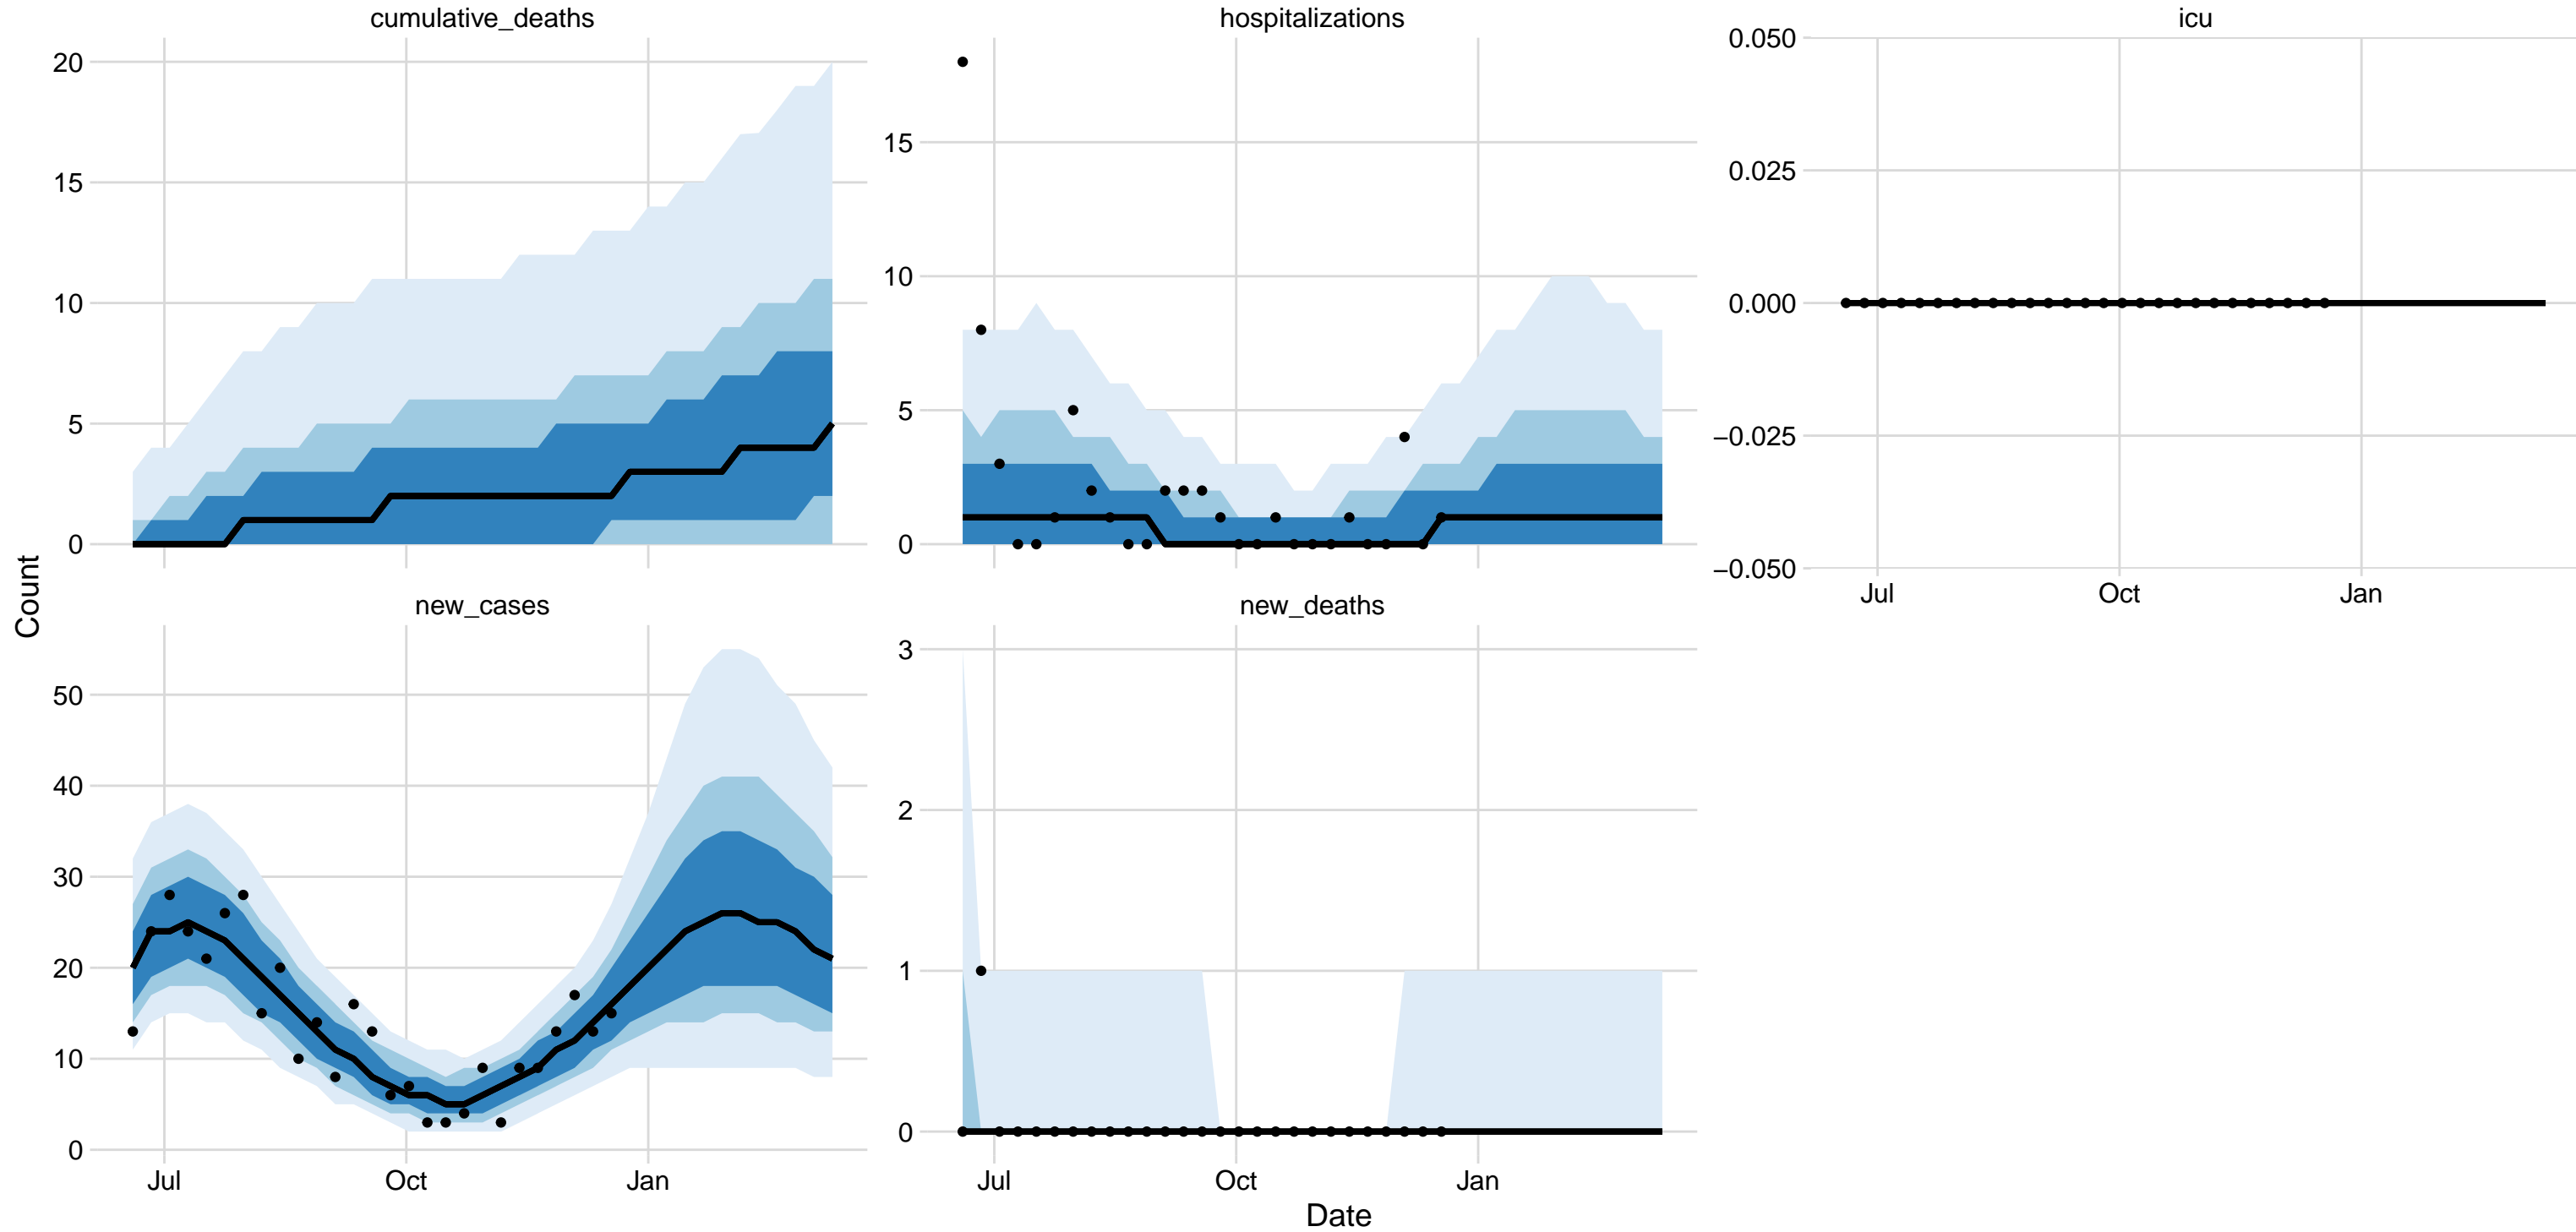 cumulative_deaths
20
15
10
5
0
hospitalizations
15
10
5
0
icu
0.050
0.025
0.000
−0.025
−0.050
Jul Oct Jan
Count
new_cases
50
40
30
20
10
0
Jul Oct Jan
new_deaths
3
2
1
0
Jul Oct Jan
Date